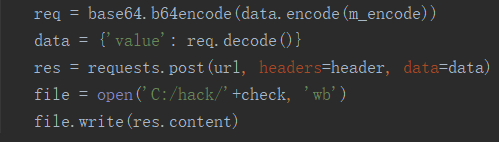 req = base64.b64encode(data.encode(m_encode))
data = {'value': req.decode()}
res = requests.post(url, headers=header, data=data)
file = open('C:/hack/'+check, 'wb')
file.write(res.content)